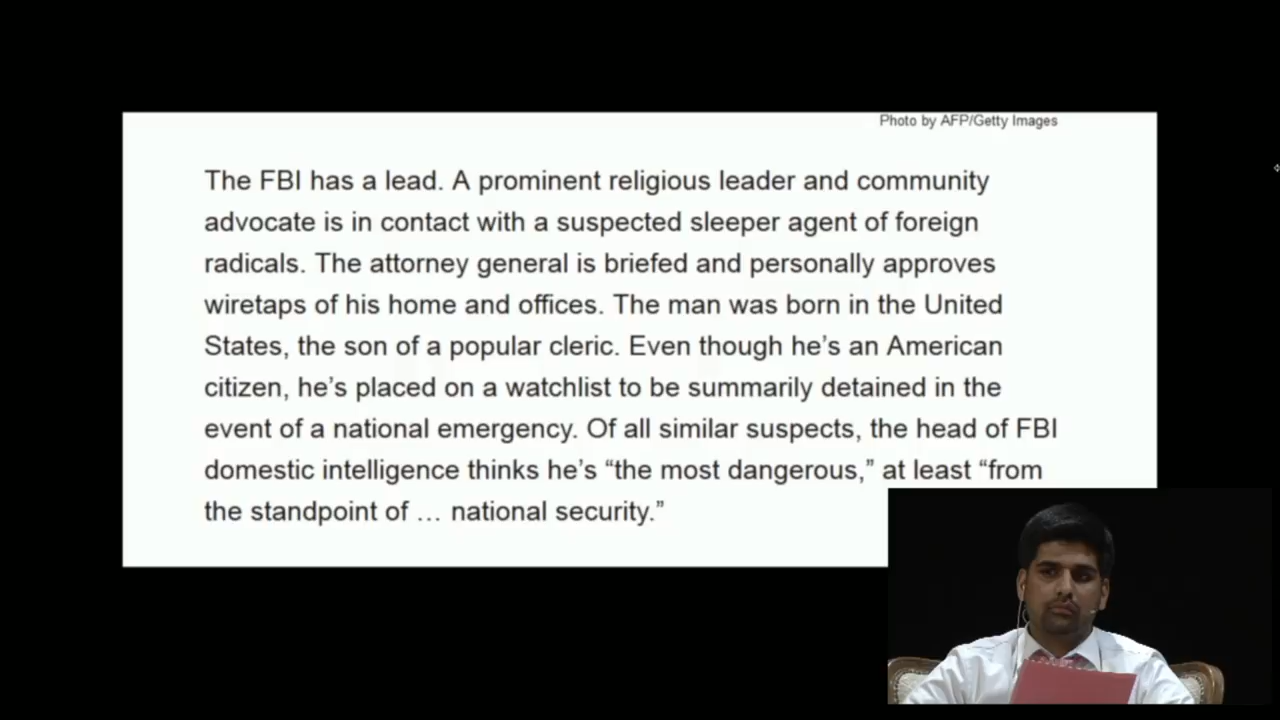 Photo by AFP/Getty Images
The FBI has a lead. A prominent religious leader and community
advocate is in contact with a suspected sleeper agent of foreign
radicals. The attorney general is briefed and personally approves
wiretaps of his home and offices. The man was born in the United
States, the son of a popular cleric. Even though he’s an American
citizen, he’s placed on a watchlist to be summarily detained in the
event of a national emergency. Of all similar suspects, the head of FBI
domestic intelligence thinks he’s “the most dangerous,” at least “from
the standpoint of … national security.”